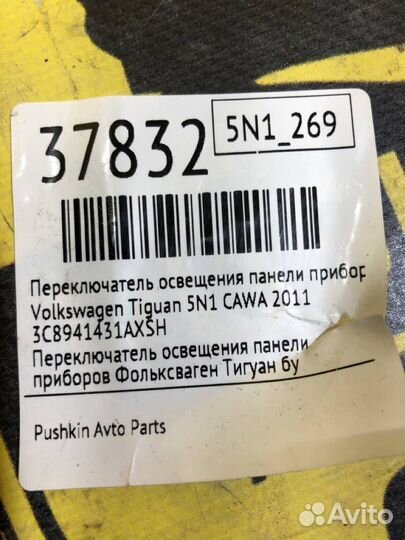 37832
5N1_269
Переключатель освещения панели прибор
Volkswagen Tiguan 5N1 CAWA 2011
3C8941431AXSH
Переключатель освещения панели
приборов Фольксваген Тигуан бу
Pushkin Avto Parts
Avito